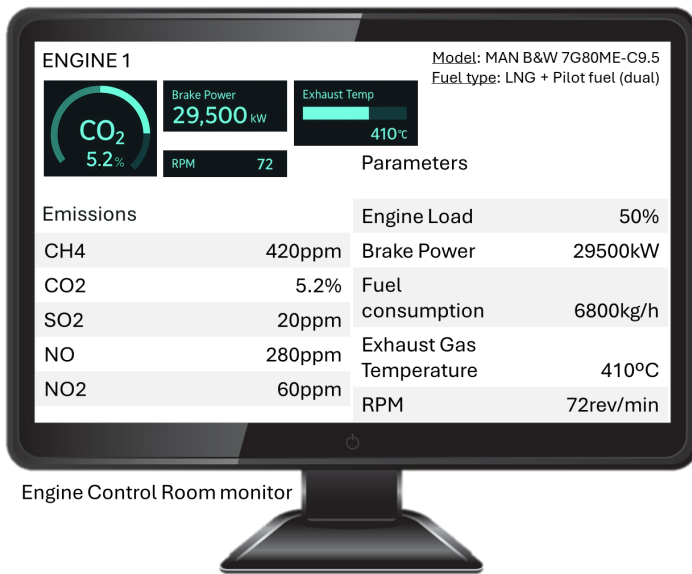 ENGINE 1
Model: MAN B&W 7G80ME-C9.5
Fuel type: LNG + Pilot fuel (dual)
CO2
5.2%
Brake Power
29,500 kW
RPM 72
Exhaust Temp
410°C
Emissions
CH4 420ppm
CO2 5.2%
SO2 20ppm
NO 280ppm
NO2 60ppm
Parameters
Engine Load 50%
Brake Power 29500kW
Fuel
consumption 6800kg/h
Exhaust Gas
Temperature 410ºC
RPM 72rev/min
Engine Control Room monitor